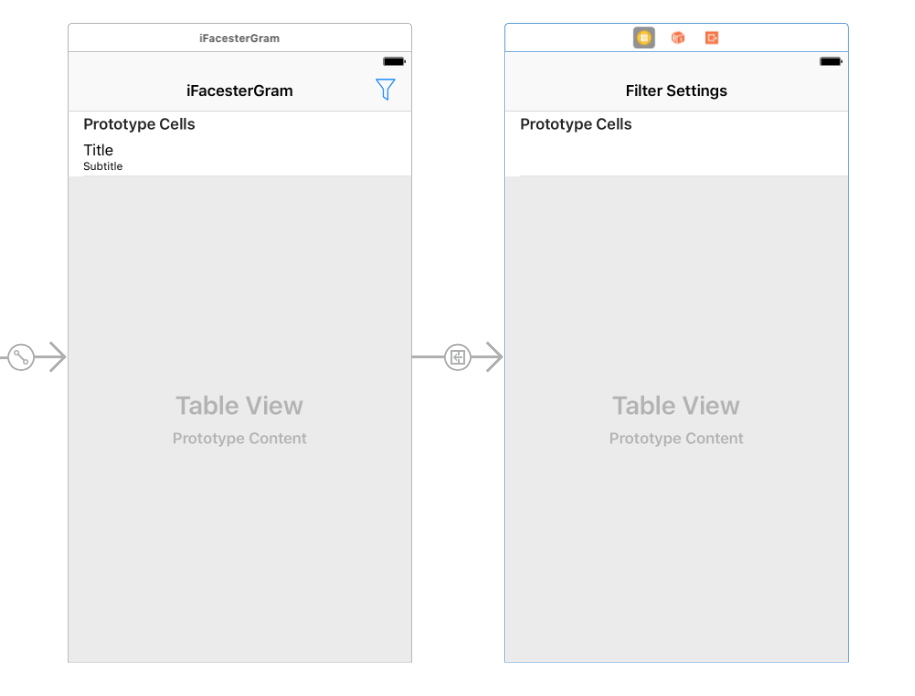 iFacesterGram
iFacesterGram
Prototype Cells
Title
Subtitle
Table View
Prototype Content
Filter Settings
Prototype Cells
Table View
Prototype Content